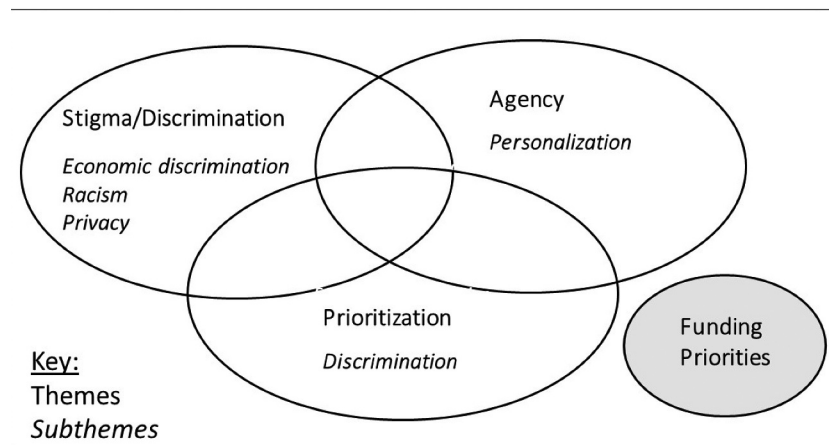 Stigma/Discrimination
Economic discrimination
Racism
Privacy
Agency
Personalization
Prioritization
Discrimination
Funding
Priorities
Key:
Themes
Subthemes